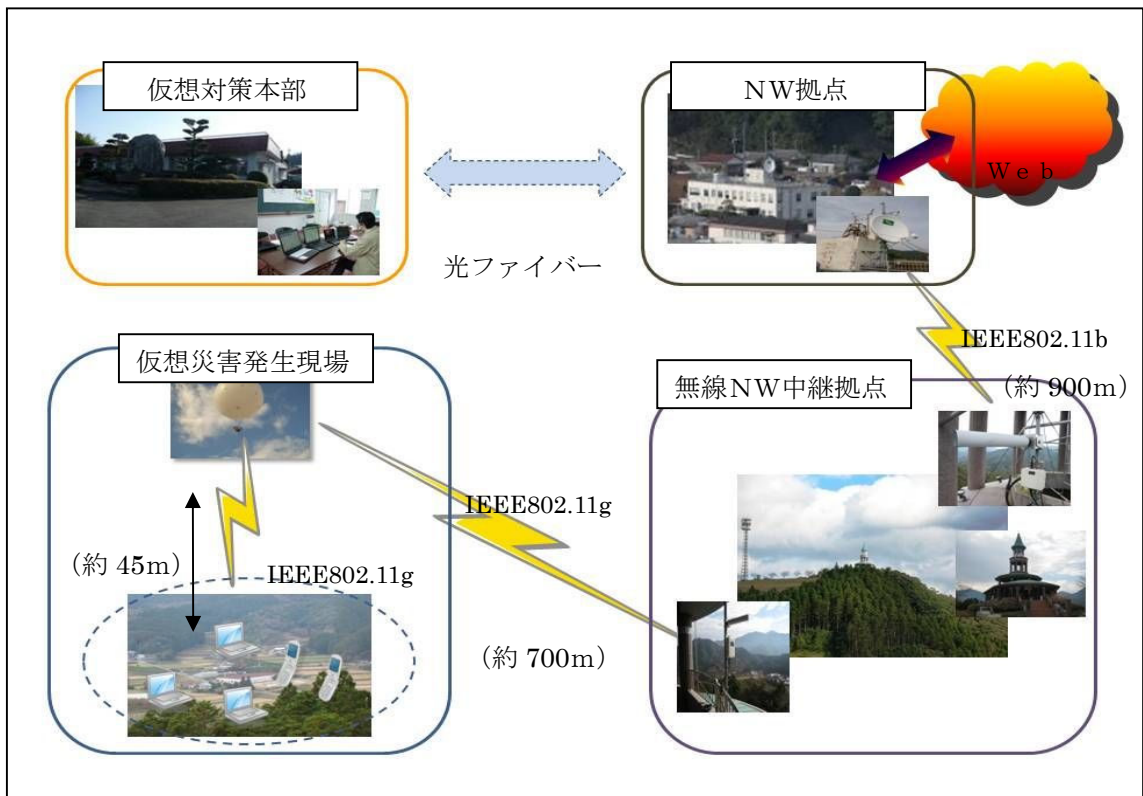 仮想対策本部
NW拠点
Web
光ファイバー
IEEE802.11b
(約 900m)
仮想災害発生現場
無線NW中継拠点
IEEE802.11g
(約 45m)
IEEE802.11g
(約 700m)